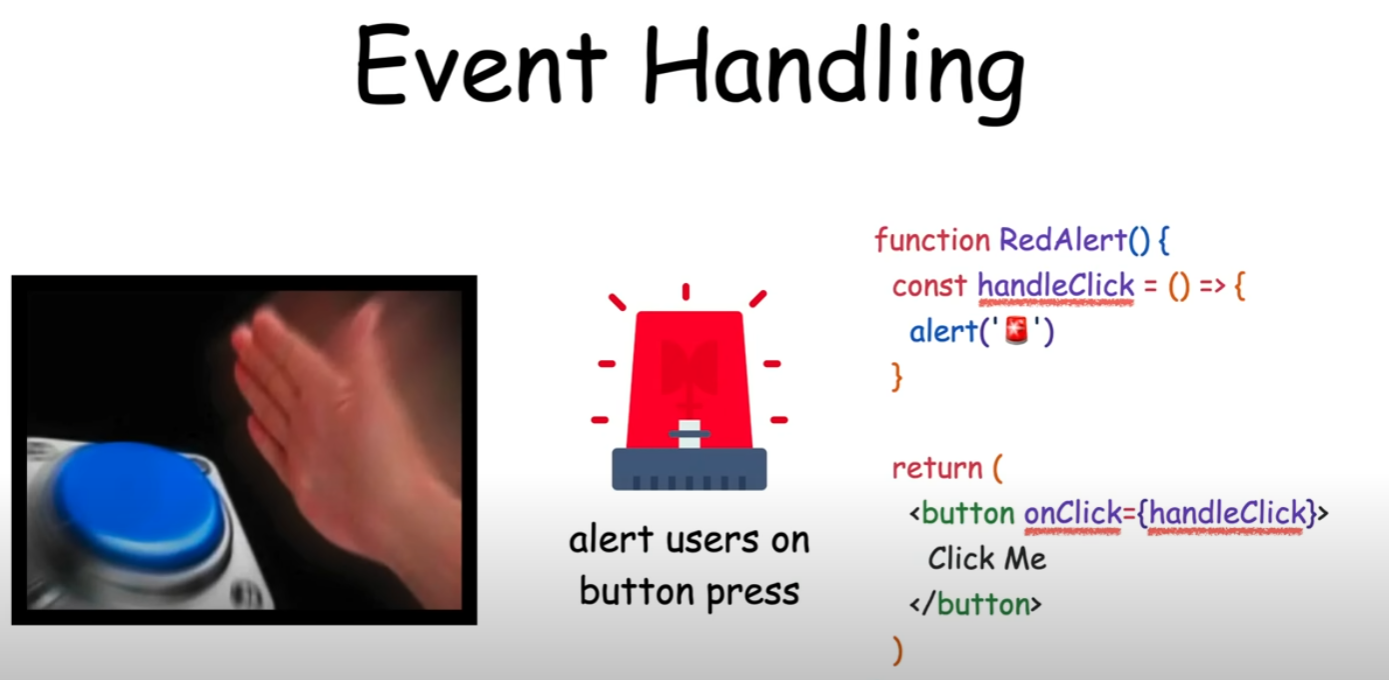 Event Handling
alert users on
button press
function RedAlert() {
const handleClick = () => {
alert('🚨')
}
return (
<button onClick={handleClick}>
Click Me
</button>
)